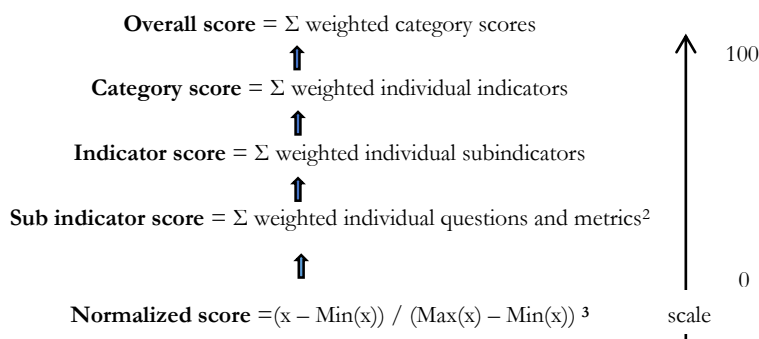 Overall score = Σ weighted category scores
100
Category score = Σ weighted individual indicators
Indicator score = Σ weighted individual subindicators
Sub indicator score = Σ weighted individual questions and metrics²
0
Normalized score =(x – Min(x)) / (Max(x) – Min(x)) ³
scale